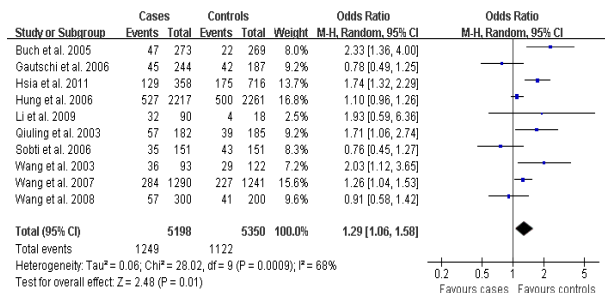 Cases Controls Odds Ratio Odds Ratio
Study or Subgroup Events Total Events Total Weight M-H, Random, 95% CI M-H, Random, 95% CI
Buch et al. 2005 47 273 22 269 8.0% 2.33 [1.36, 4.00]
Gautschi et al. 2006 45 244 42 187 8.9% 0.78 [0.49, 1.25]
Hsia et al. 2011 129 358 175 716 14.0% 1.74 [1.32, 2.29]
Hung et al. 2006 527 2217 500 2261 18.0% 1.10 [0.96, 1.26]
Li et al. 2009 32 90 4 18 2.5% 1.93 [0.59, 6.36]
Qiuling et al. 2003 57 182 39 185 8.9% 1.71 [1.06, 2.74]
Sobti et al. 2006 35 151 43 151 8.0% 0.76 [0.45, 1.27]
Wang et al. 2003 36 93 29 122 6.8% 2.03 [1.12, 3.65]
Wang et al. 2007 284 1290 227 1241 15.6% 1.26 [1.04, 1.53]
Wang et al. 2008 57 300 41 200 9.6% 0.91 [0.58, 1.42]
Total (95% CI) 5198 5350 100.0% 1.29 [1.06, 1.58]
Total events 1249 1122
Heterogeneity: Tau² = 0.06; Chi² = 28.02, df = 9 (P = 0.0009); I² = 68%
Test for overall effect: Z = 2.48 (P = 0.01)
0.2 0.5 1 2 5
Favours cases Favours controls